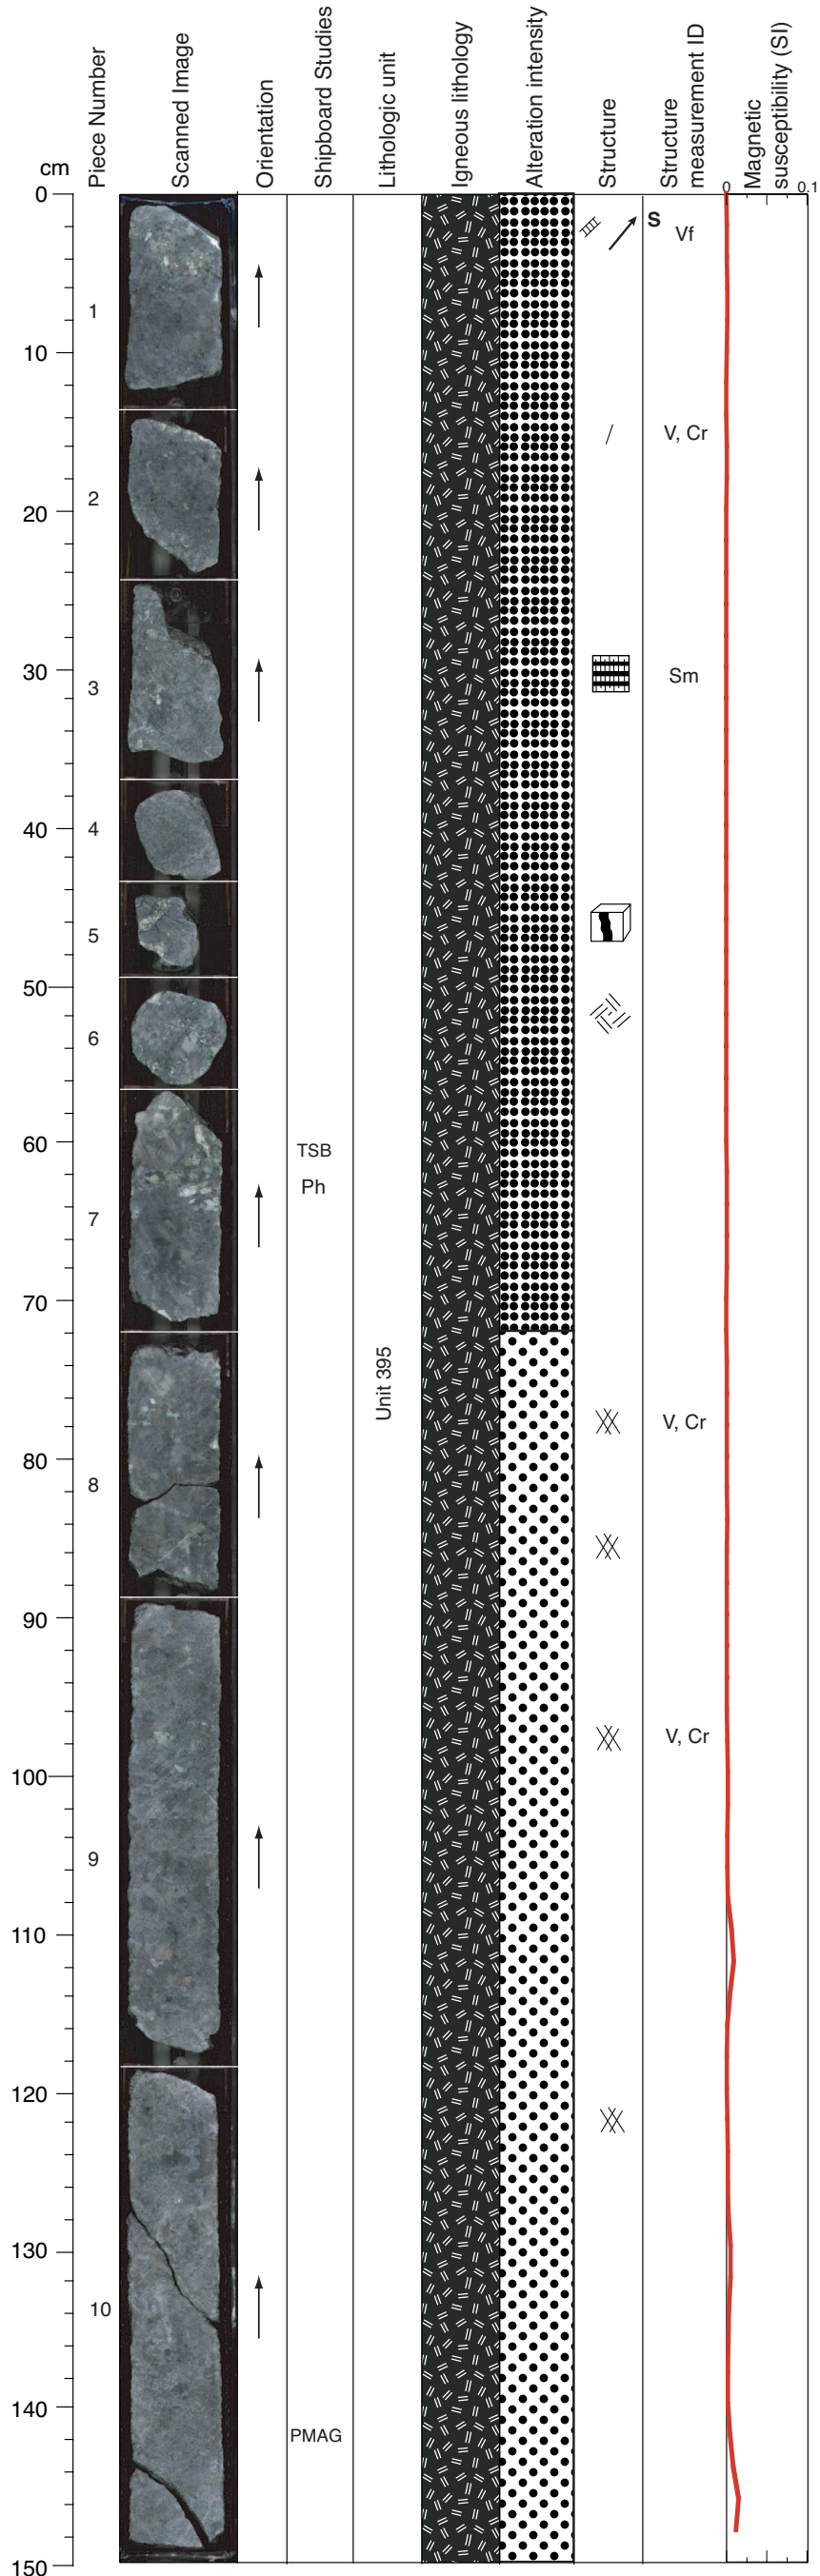 cm
Piece Number
Scanned Image
Orientation
Shipboard Studies
Lithologic unit
Igneous lithology
Alteration intensity
Structure
Structure
measurement ID
Magnetic
susceptibility (SI)
0 0.1
0
S
Vf
1
10
V, Cr
2
20
30
Sm
3
40
4
5
50
6
60
TSB
Ph
7
70
Unit 395
V, Cr
80
8
90
V, Cr
100
9
110
120
130
10
140
PMAG
150